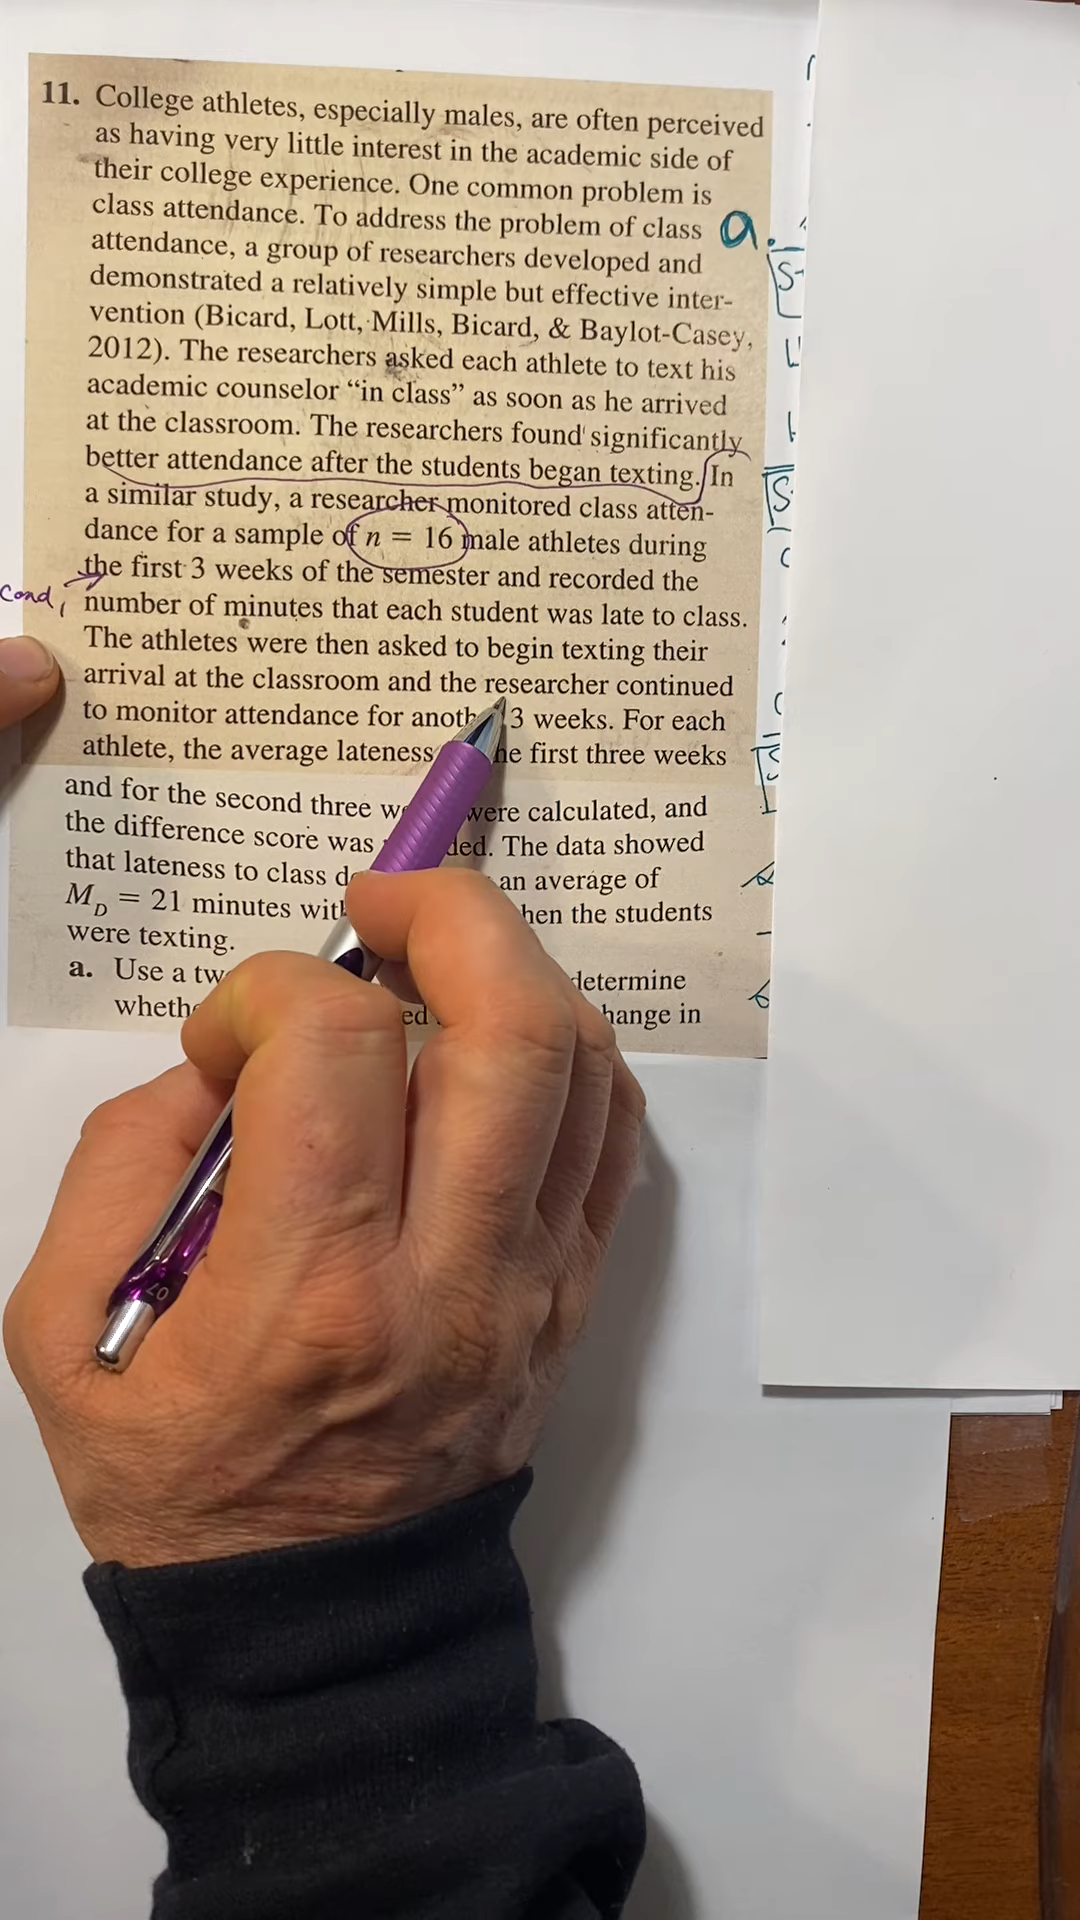 11. College athletes, especially males, are often perceived
as having very little interest in the academic side of
their college experience. One common problem is
class attendance. To address the problem of class
a.
attendance, a group of researchers developed and
demonstrated a relatively simple but effective inter-
vention (Bicard, Lott, Mills, Bicard, & Baylot-Casey,
2012). The researchers asked each athlete to text his
academic counselor “in class” as soon as he arrived
at the classroom. The researchers found significantly
better attendance after the students began texting. In
a similar study, a researcher monitored class atten-
dance for a sample of n = 16 male athletes during
the first 3 weeks of the semester and recorded the
Cond1
number of minutes that each student was late to class.
The athletes were then asked to begin texting their
arrival at the classroom and the researcher continued
to monitor attendance for 3 weeks. For each
athlete, the average lateness first three weeks
and for the second three were calculated, and
the difference score was The data showed
that lateness to class an average of
MD = 21 minutes the students
were texting.
a. Use a determine
in